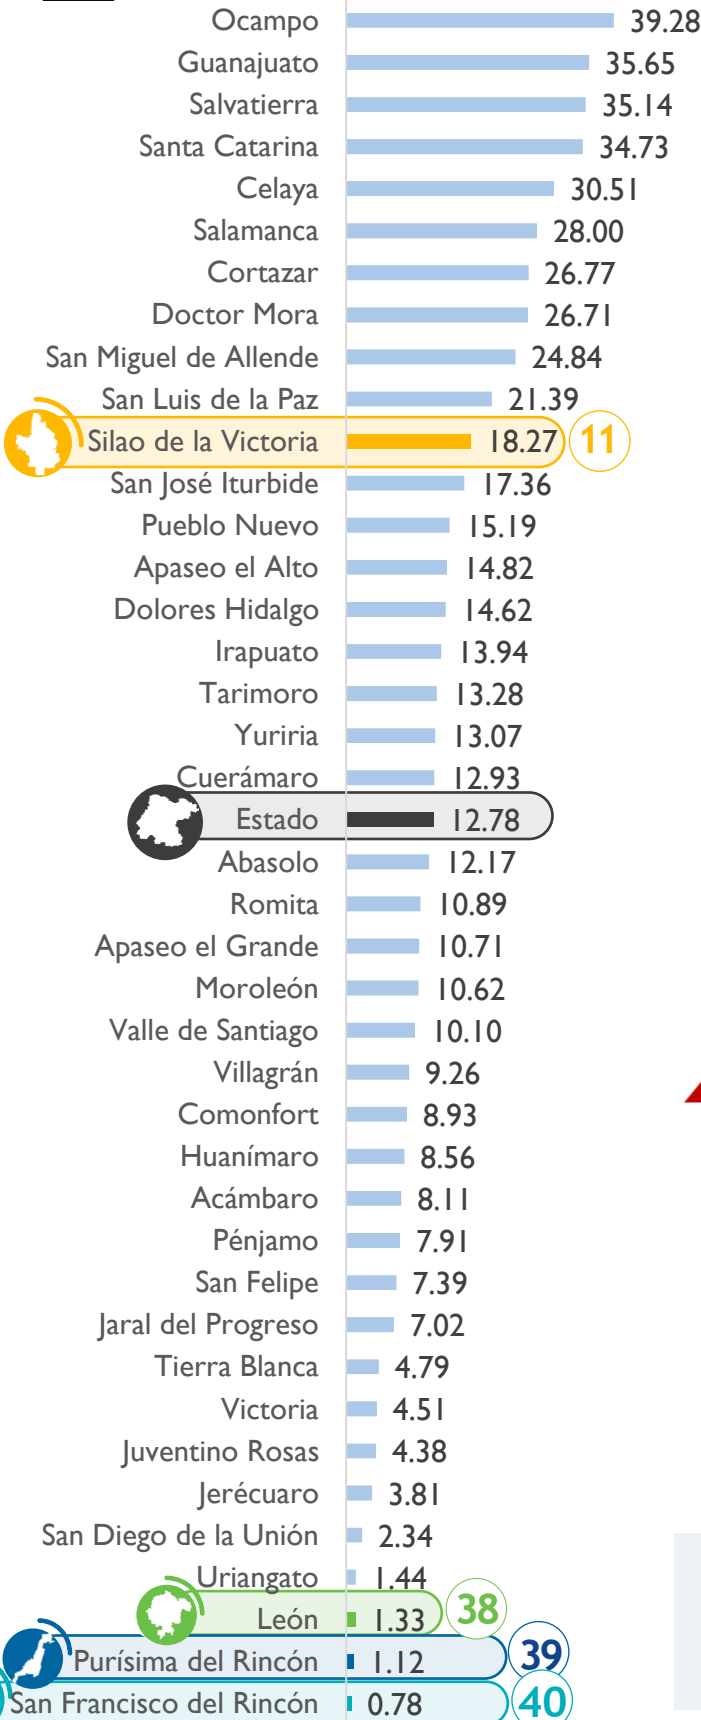 Ocampo 39.28
Guanajuato 35.65
Salvatierra 35.14
Santa Catarina 34.73
Celaya 30.51
Salamanca 28.00
Cortazar 26.77
Doctor Mora 26.71
San Miguel de Allende 24.84
San Luis de la Paz 21.39
Silao de la Victoria 18.27 11
San José Iturbide 17.36
Pueblo Nuevo 15.19
Apaseo el Alto 14.82
Dolores Hidalgo 14.62
Irapuato 13.94
Tarimoro 13.28
Yuriria 13.07
Cuerámaro 12.93
Estado 12.78
Abasolo 12.17
Romita 10.89
Apaseo el Grande 10.71
Moroleón 10.62
Valle de Santiago 10.10
Villagrán 9.26
Comonfort 8.93
Huanímaro 8.56
Acámbaro 8.11
Pénjamo 7.91
San Felipe 7.39
Jaral del Progreso 7.02
Tierra Blanca 4.79
Victoria 4.51
Juventino Rosas 4.38
Jerécuaro 3.81
San Diego de la Unión 2.34
Uriangato 1.44
León 1.33 38
Purísima del Rincón 1.12 39
San Francisco del Rincón 0.78 40